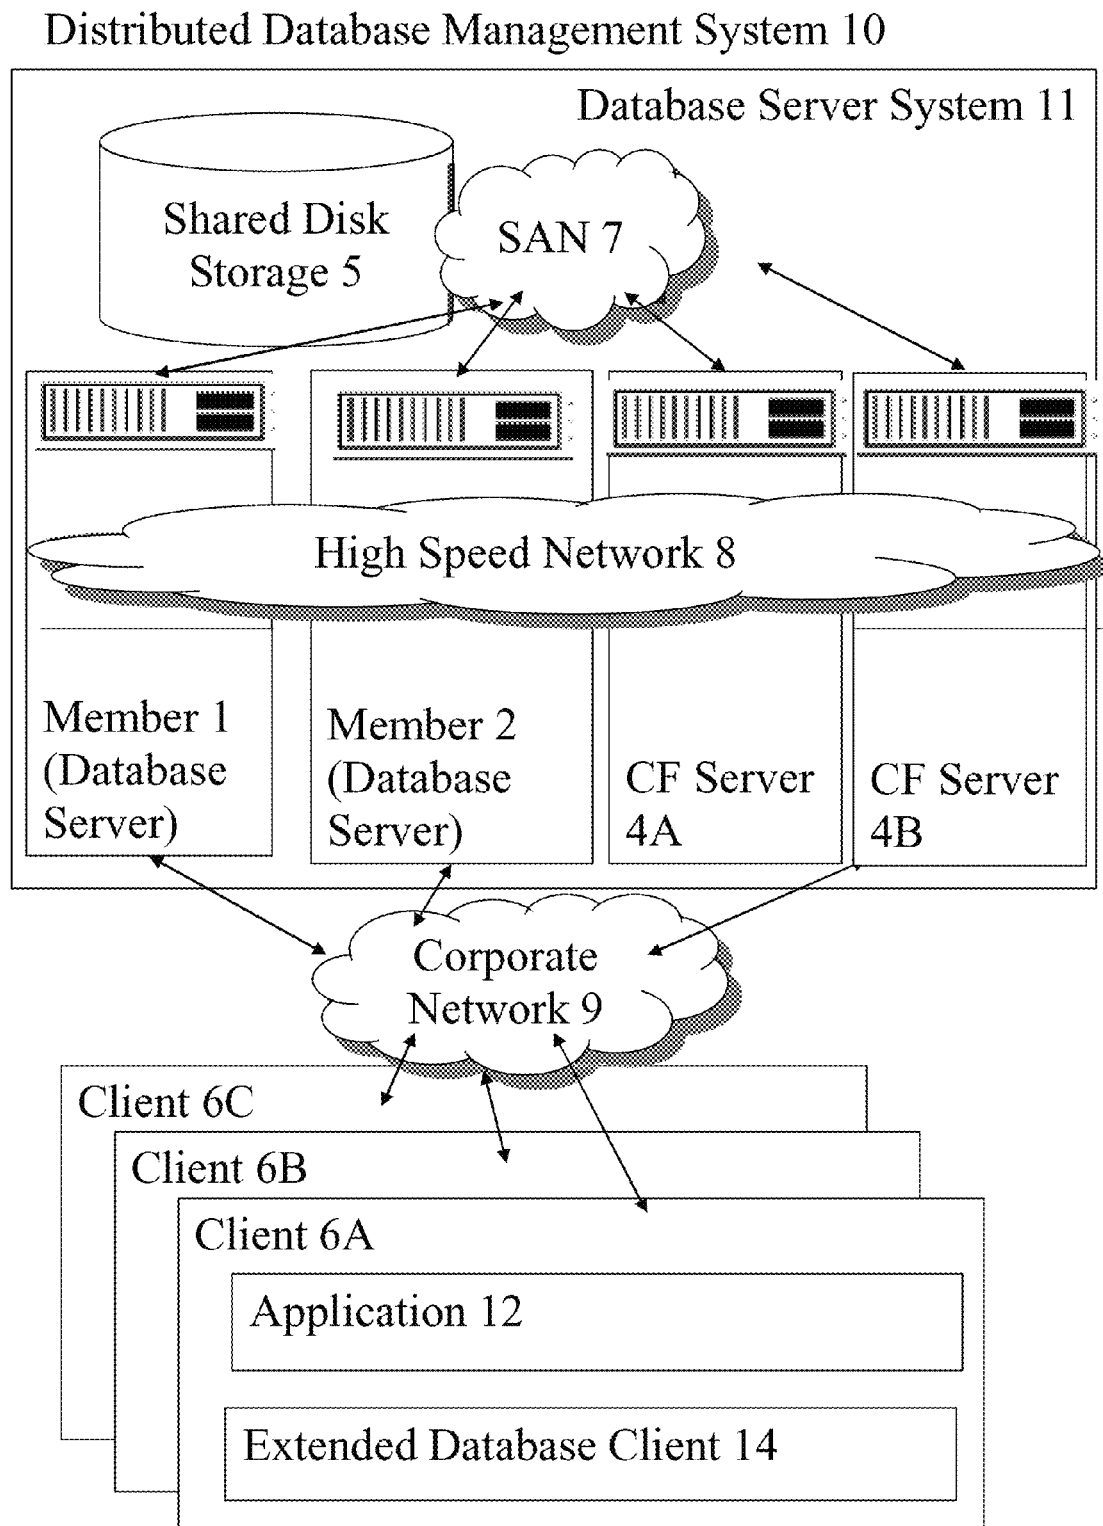 Distributed Database Management System 10
Database Server System 11
Shared Disk
Storage 5
SAN 7
High Speed Network 8
Member 1
(Database
Server)
Member 2
(Database
Server)
CF Server
4A
CF Server
4B
Corporate
Network 9
Client 6C
Client 6B
Client 6A
Application 12
Extended Database Client 14